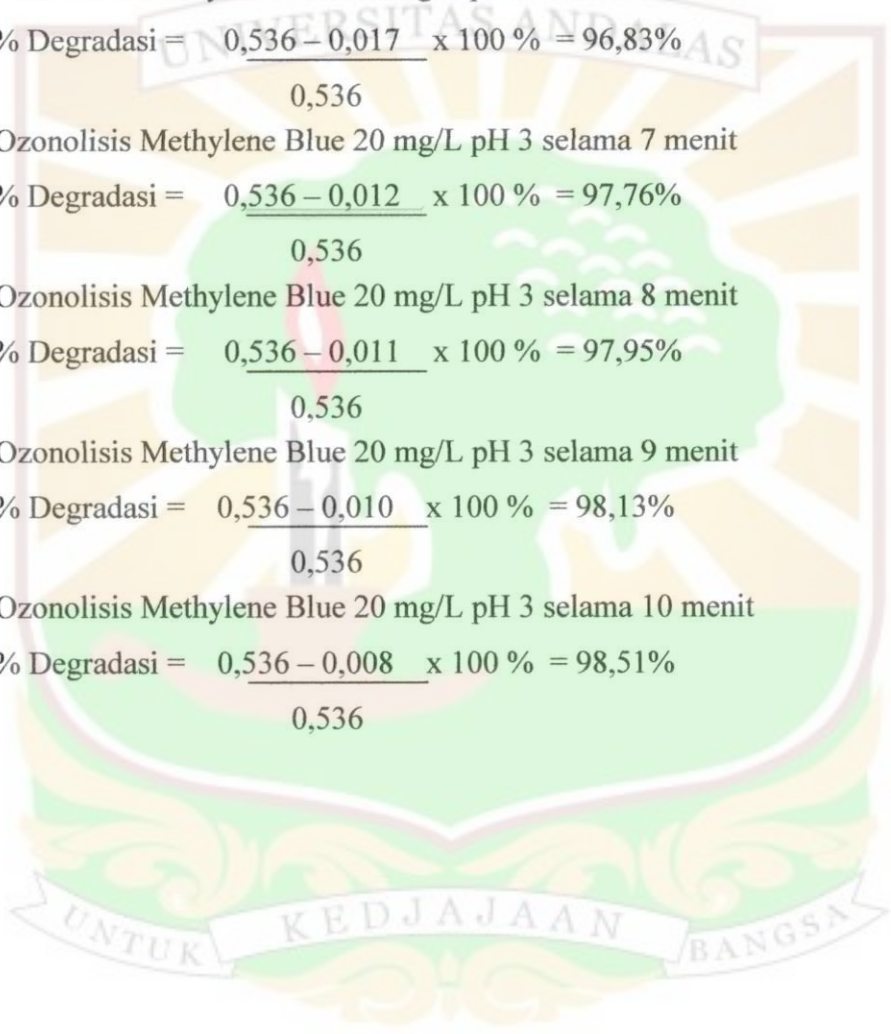 % Degradasi = 0,536 – 0,017 x 100 % = 96,83%
0,536
Ozonolisis Methylene Blue 20 mg/L pH 3 selama 7 menit
% Degradasi = 0,536 – 0,012 x 100 % = 97,76%
0,536
Ozonolisis Methylene Blue 20 mg/L pH 3 selama 8 menit
% Degradasi = 0,536 – 0,011 x 100 % = 97,95%
0,536
Ozonolisis Methylene Blue 20 mg/L pH 3 selama 9 menit
% Degradasi = 0,536 – 0,010 x 100 % = 98,13%
0,536
Ozonolisis Methylene Blue 20 mg/L pH 3 selama 10 menit
% Degradasi = 0,536 – 0,008 x 100 % = 98,51%
0,536
UNIVERSITAS ANDALAS
UNTUK KEDJAJAAN BANGSA